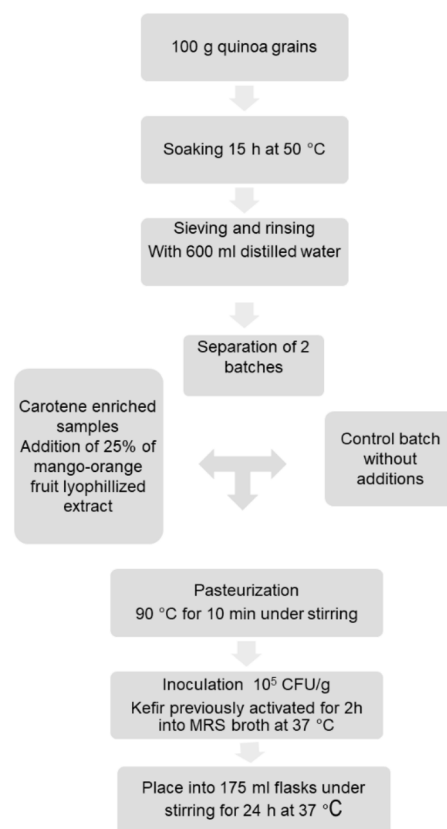 100 g quinoa grains
Soaking 15 h at 50 °C
Sieving and rinsing
With 600 ml distilled water
Separation of 2
batches
Carotene enriched
samples
Addition of 25% of
mango-orange
fruit lyophillized
extract
Control batch
without
additions
Pasteurization
90 °C for 10 min under stirring
Inoculation 10⁵ CFU/g
Kefir previously activated for 2h
into MRS broth at 37 °C
Place into 175 ml flasks under
stirring for 24 h at 37 °C